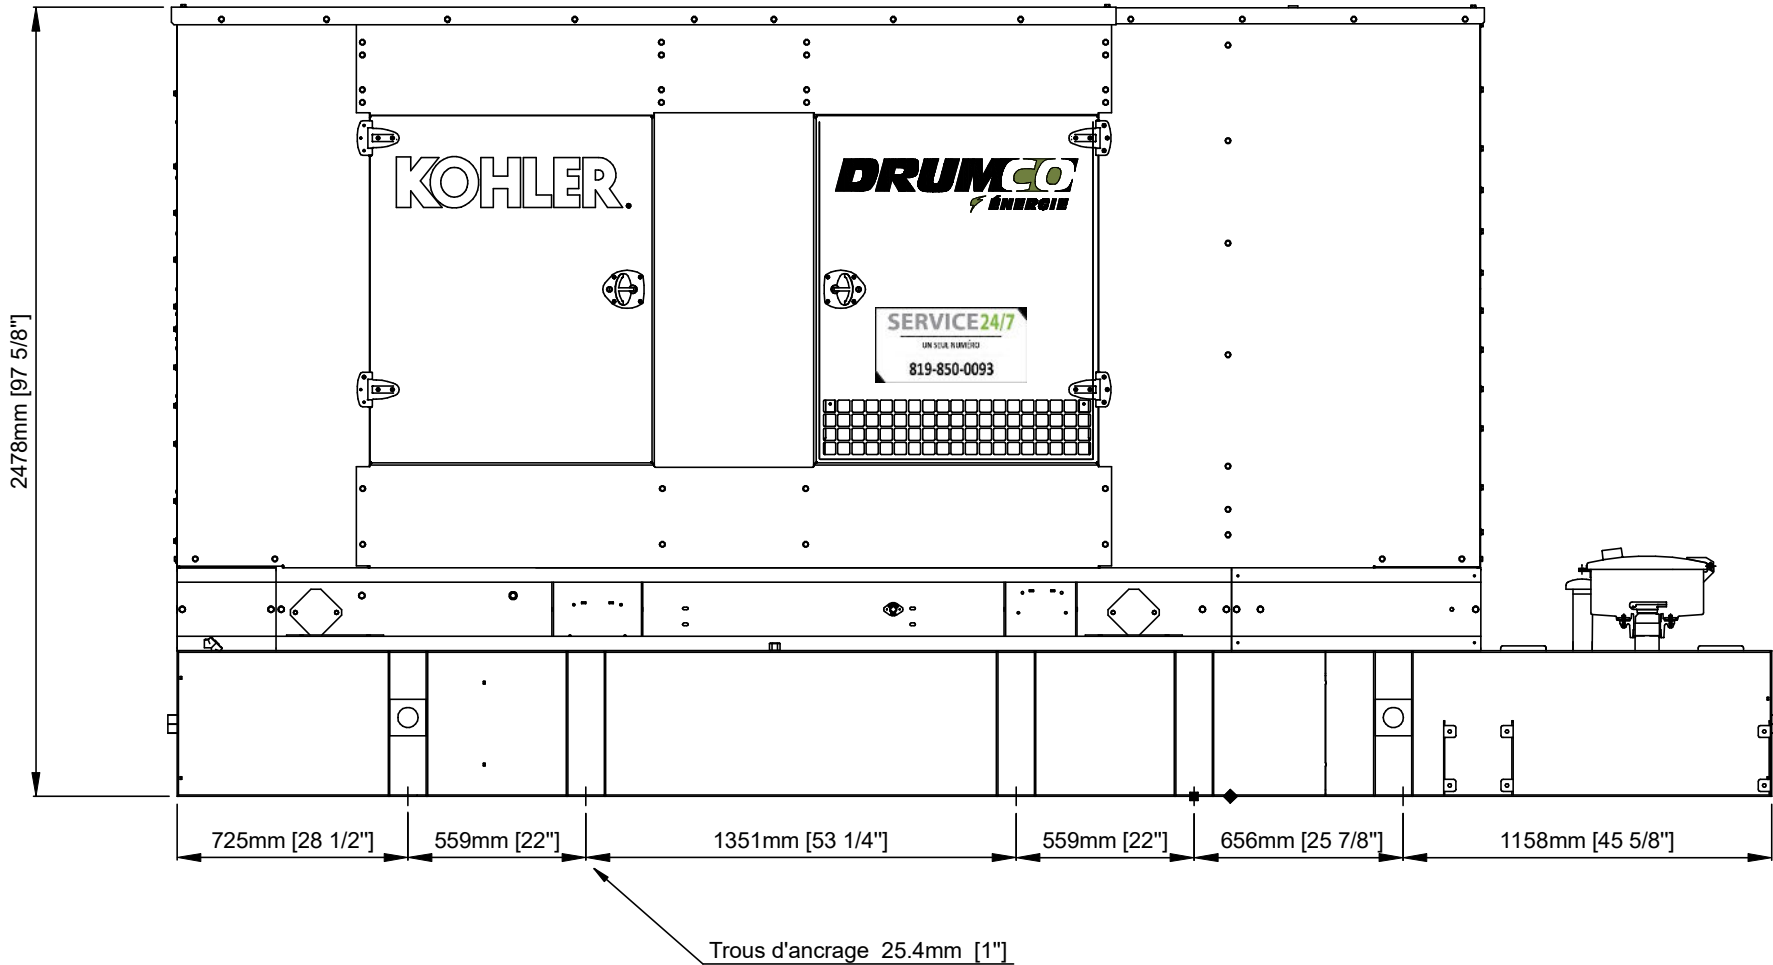 KOHLER.
DRUMCO
ÉNERGIE
2478mm [97 5/8"]
SERVICE24/7
UN SEUL NUMÉRO
819-850-0093
725mm [28 1/2"]
559mm [22"]
1351mm [53 1/4"]
559mm [22"]
656mm [25 7/8"]
1158mm [45 5/8"]
Trous d'ancrage 25.4mm [1"]